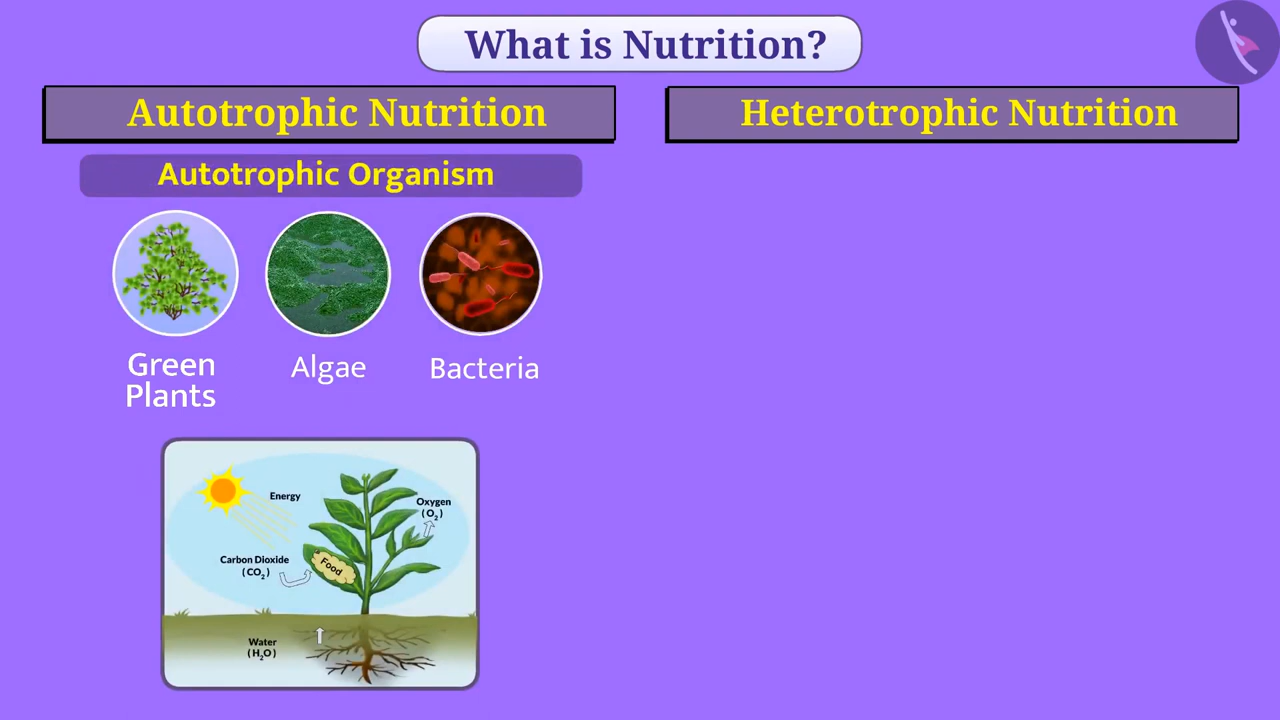 What is Nutrition?
Autotrophic Nutrition
Heterotrophic Nutrition
Autotrophic Organism
Green
Plants
Algae
Bacteria
Energy
Oxygen
(O₂)
Carbon Dioxide
(CO₂)
Food
Water
(H₂O)